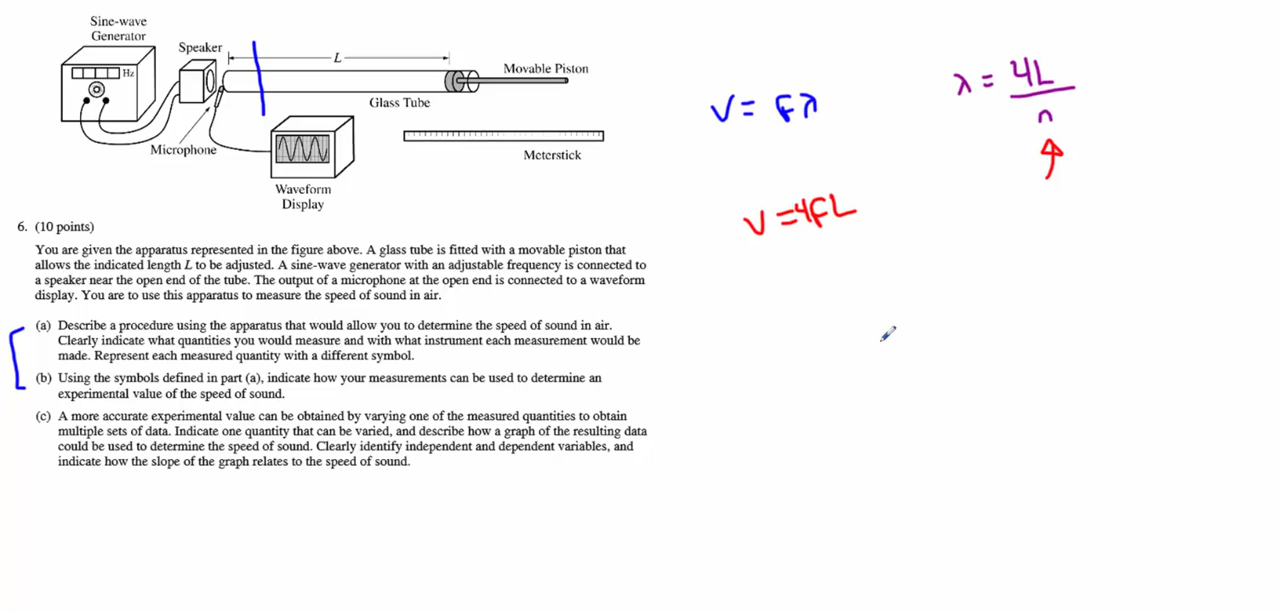 Sine-wave
Generator
Speaker
L
Hz
Movable Piston
Glass Tube
Microphone
Meterstick
Waveform
Display
V = Fλ
λ = 4L
n
V = 4FL
6. (10 points)
You are given the apparatus represented in the figure above. A glass tube is fitted with a movable piston that
allows the indicated length L to be adjusted. A sine-wave generator with an adjustable frequency is connected to
a speaker near the open end of the tube. The output of a microphone at the open end is connected to a waveform
display. You are to use this apparatus to measure the speed of sound in air.
(a) Describe a procedure using the apparatus that would allow you to determine the speed of sound in air.
Clearly indicate what quantities you would measure and with what instrument each measurement would be
made. Represent each measured quantity with a different symbol.
(b) Using the symbols defined in part (a), indicate how your measurements can be used to determine an
experimental value of the speed of sound.
(c) A more accurate experimental value can be obtained by varying one of the measured quantities to obtain
multiple sets of data. Indicate one quantity that can be varied, and describe how a graph of the resulting data
could be used to determine the speed of sound. Clearly identify independent and dependent variables, and
indicate how the slope of the graph relates to the speed of sound.